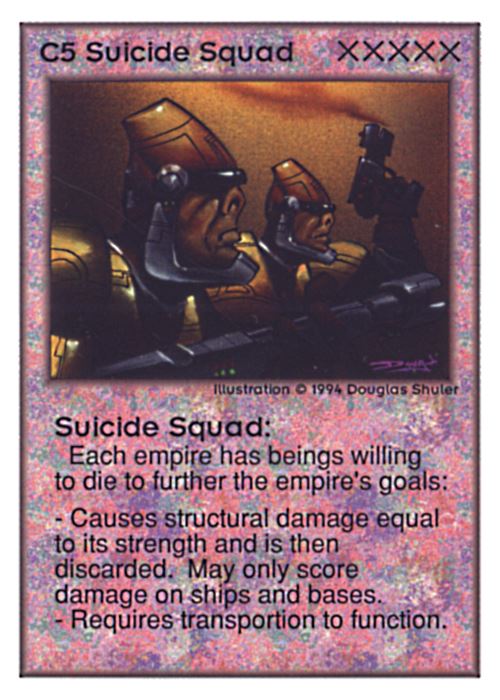 C5 Suicide Squad XXXXX
Illustration © 1994 Douglas Shuler
Suicide Squad:
Each empire has beings willing
to die to further the empire's goals:
- Causes structural damage equal
to its strength and is then
discarded. May only score
damage on ships and bases.
- Requires transportion to function.